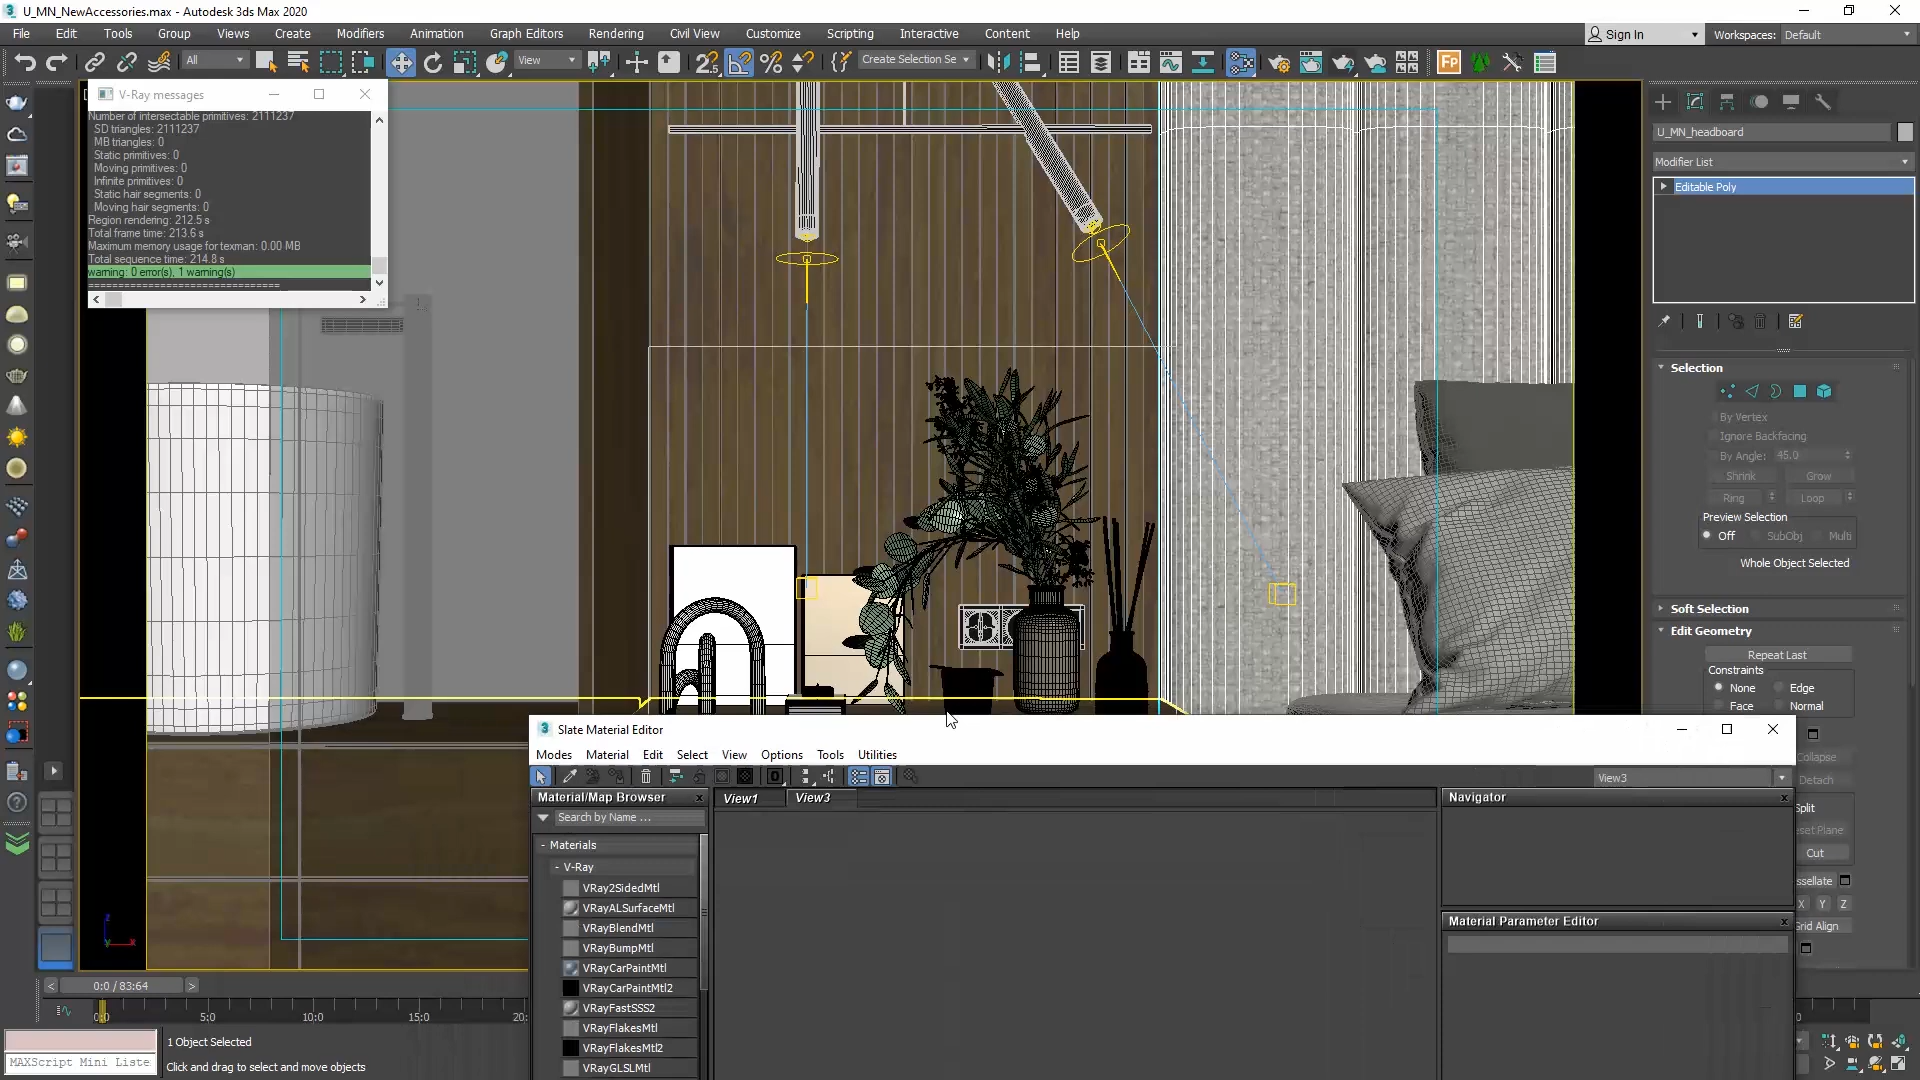 U_MN_NewAccessories.max - Autodesk 3ds Max 2020
File Edit Tools Group Views Create Modifiers Animation Graph Editors Rendering Civil View Customize Scripting Interactive Content Help
Sign In Workspaces: Default
All View Create Selection Se
V-Ray messages
Number of intersectable primitives: 2111237
SD triangles: 2111237
MB triangles: 0
Static primitives: 0
Moving primitives: 0
Infinite primitives: 0
Static hair segments: 0
Moving hair segments: 0
Region rendering: 212.5 s
Total frame time: 213.6 s
Maximum memory usage for texman: 0.00 MB
Total sequence time: 214.8 s
warning: 0 error(s), 1 warning(s)
==============================
U_MN_headboard
Modifier List
Editable Poly
Selection
By Vertex
Ignore Backfacing
By Angle: 45.0
Shrink Grow
Ring Loop
Preview Selection
Off SubObj Multi
Whole Object Selected
Soft Selection
Edit Geometry
Repeat Last
Constraints
None Edge
Face Normal
Collapse
Detach
Split
eset Plane
Cut
ssellate
X Y Z
Grid Align
Slate Material Editor
Modes Material Edit Select View Options Tools Utilities
View3
Material/Map Browser
View1 View3
Navigator
Search by Name ...
- Materials
- V-Ray
VRay2SidedMtl
VRayALSurfaceMtl
VRayBlendMtl
VRayBumpMtl
VRayCarPaintMtl
VRayCarPaintMtl2
VRayFastSSS2
VRayFlakesMtl
VRayFlakesMtl2
VRayGLSLMtl
Material Parameter Editor
z
x
y
< 0:0 / 83:64 >
0:0 5:0 10:0 15:0 20:
1 Object Selected
MAXScript Mini Liste
Click and drag to select and move objects